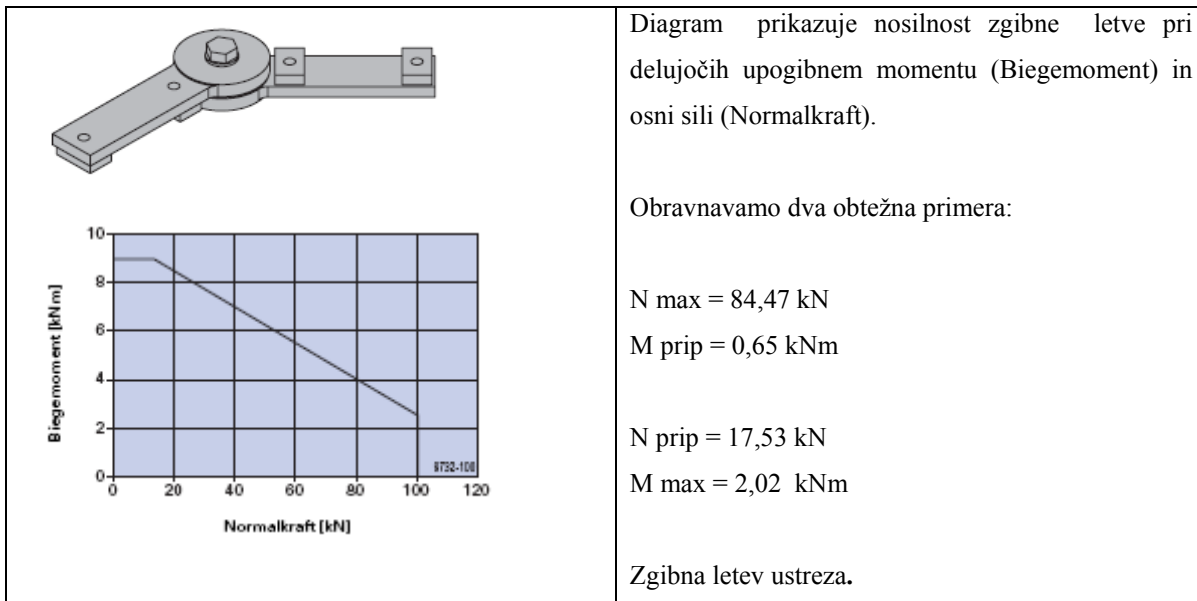 10
8
6
4
2
0
Biegemoment [kNm]
0 20 40 60 80 100 120
Normalkraft [kN]
9732-100
Diagram prikazuje nosilnost zgibne letve pri
delujočih upogibnem momentu (Biegemoment) in
osni sili (Normalkraft).
Obravnavamo dva obtežna primera:
N max = 84,47 kN
M prip = 0,65 kNm
N prip = 17,53 kN
M max = 2,02 kNm
Zgibna letev ustreza.